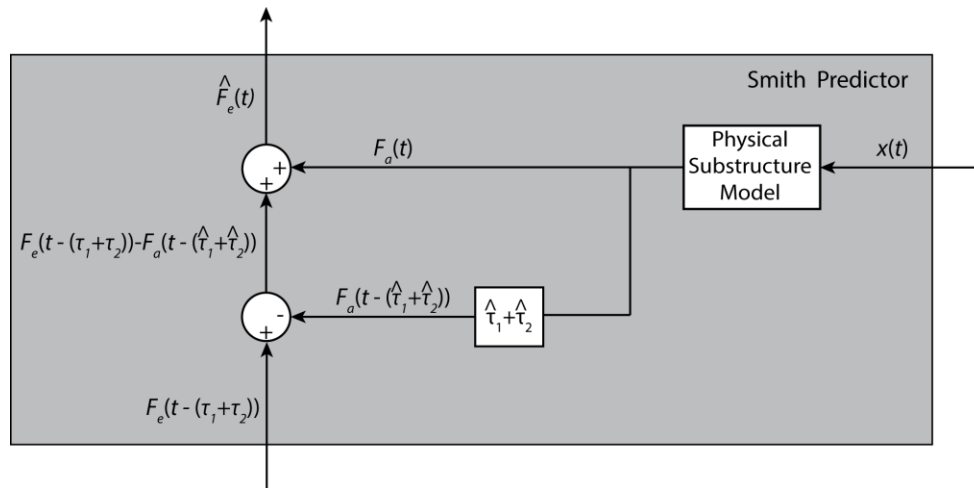 Smith Predictor
F̂ₑ(t)
Fₐ(t)
Physical
Substructure
Model
x(t)
+
+
Fₑ(t - (τ₁+τ₂))-Fₐ(t - (τ̂₁+τ̂₂))
Fₐ(t - (τ̂₁+τ̂₂))
τ̂₁+τ̂₂
-
+
Fₑ(t - (τ₁+τ₂))